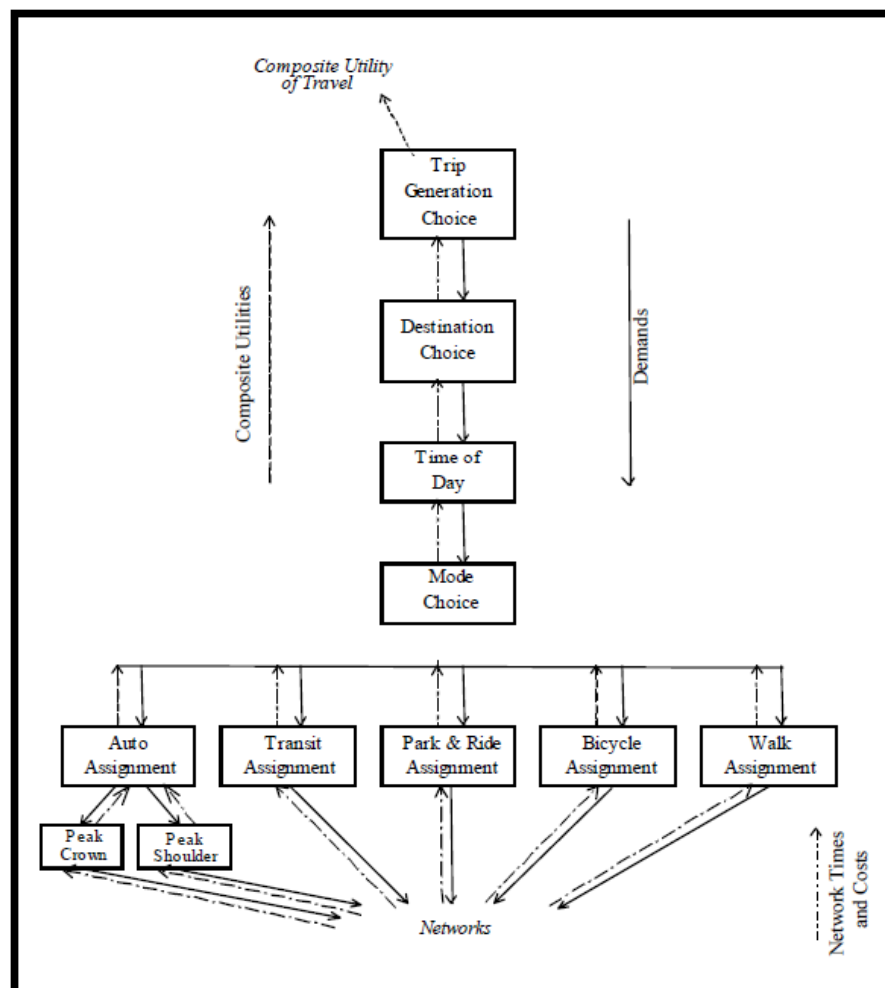 Composite Utility
of Travel
Trip
Generation
Choice
Composite Utilities
Destination
Choice
Demands
Time of
Day
Mode
Choice
Auto
Assignment
Transit
Assignment
Park & Ride
Assignment
Bicycle
Assignment
Walk
Assignment
Peak
Crown
Peak
Shoulder
Networks
Network Times
and Costs